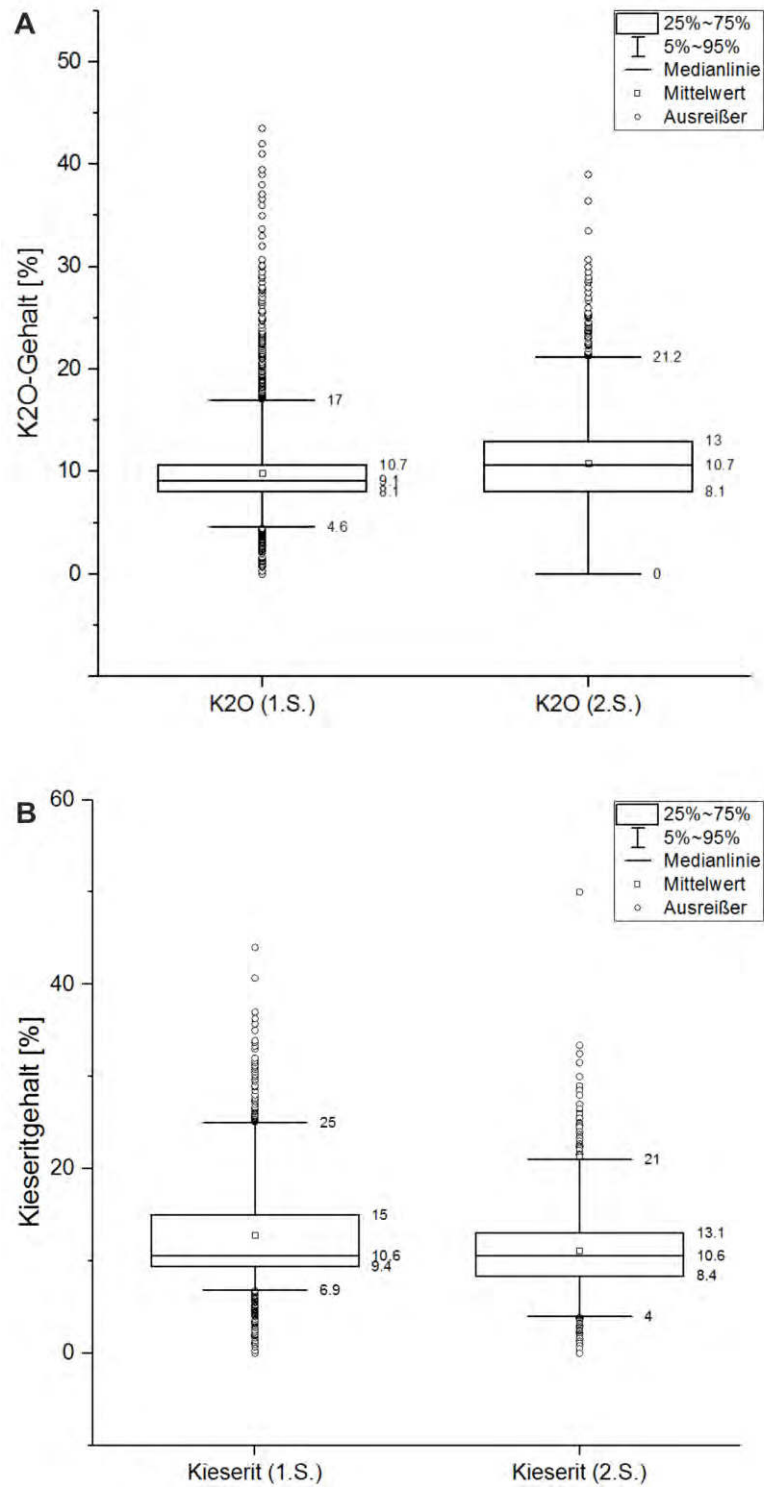 A
50
40
30
20
10
0
K2O-Gehalt [%]
25%~75%
5%~95%
Medianlinie
Mittelwert
Ausreißer
17
10.7
9.1
8.1
4.6
21.2
13
10.7
8.1
0
K2O (1.S.)
K2O (2.S.)
B
60
40
20
0
Kieseritgehalt [%]
25%~75%
5%~95%
Medianlinie
Mittelwert
Ausreißer
25
15
10.6
9.4
6.9
21
13.1
10.6
8.4
4
Kieserit (1.S.)
Kieserit (2.S.)